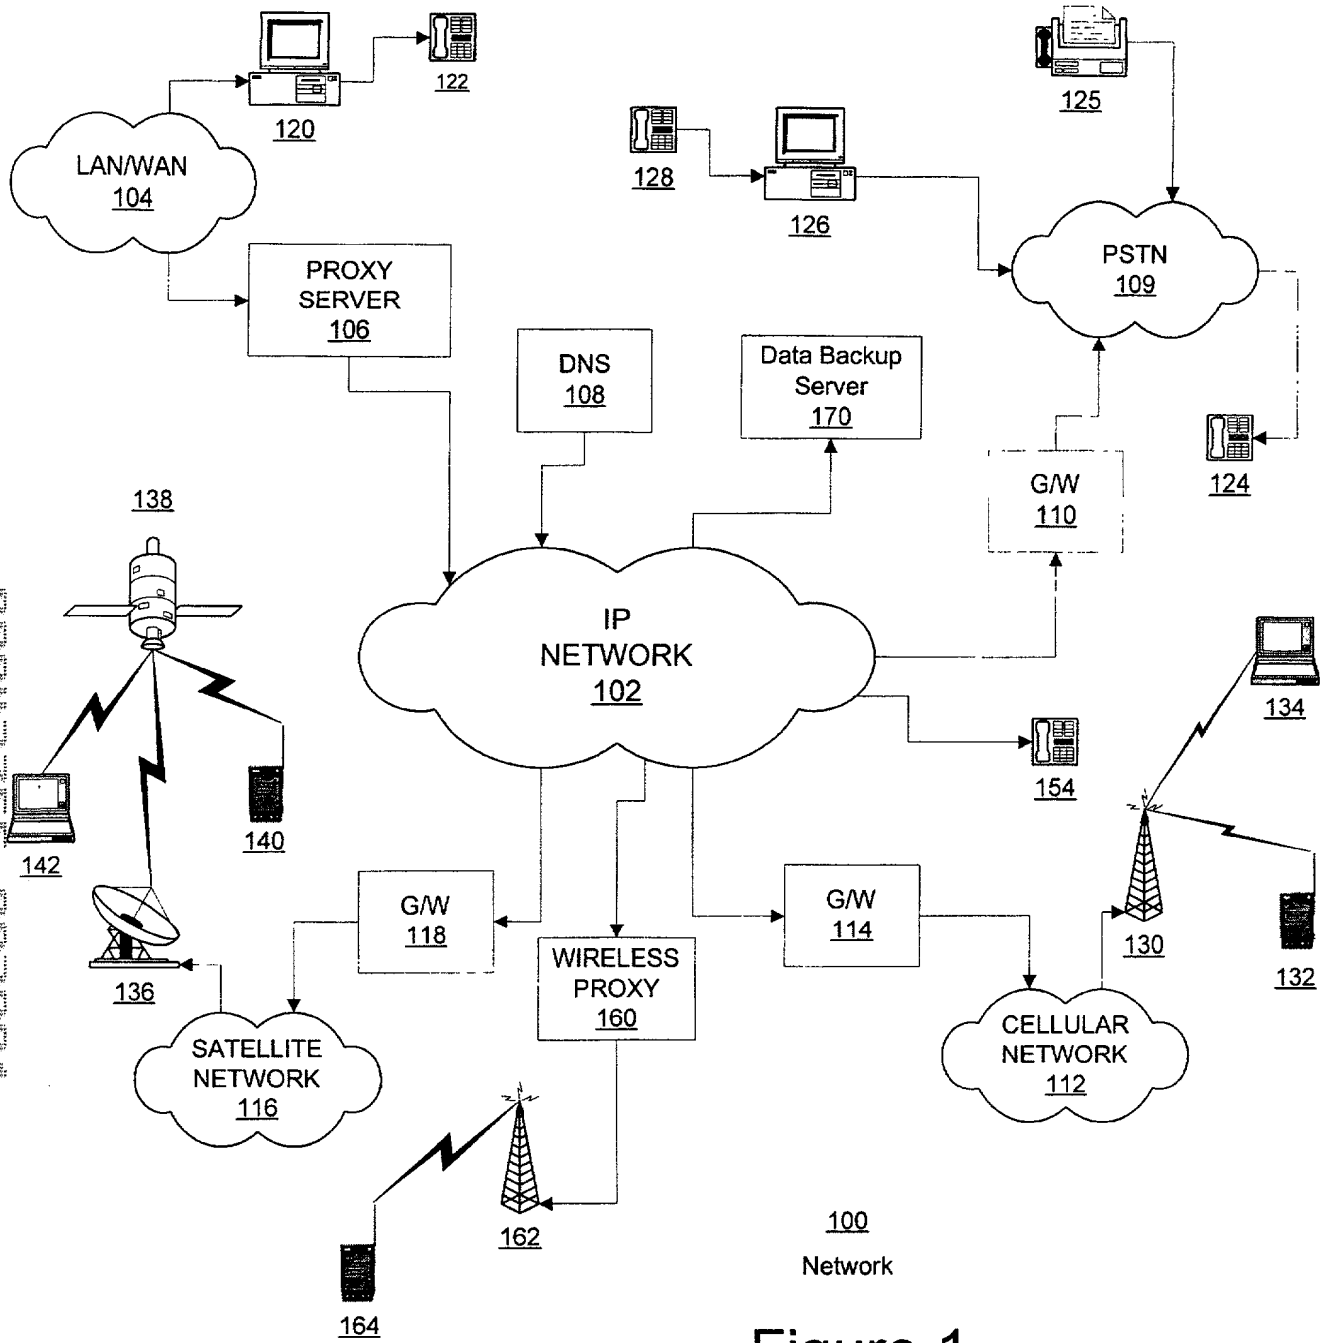 120
122
125
LAN/WAN
104
128
126
PROXY
SERVER
106
PSTN
109
DNS
108
Data Backup
Server
170
124
G/W
110
138
IP
NETWORK
102
134
154
142
140
G/W
118
G/W
114
130
132
WIRELESS
PROXY
160
136
SATELLITE
NETWORK
116
CELLULAR
NETWORK
112
162
100
Network
164
Figure 1